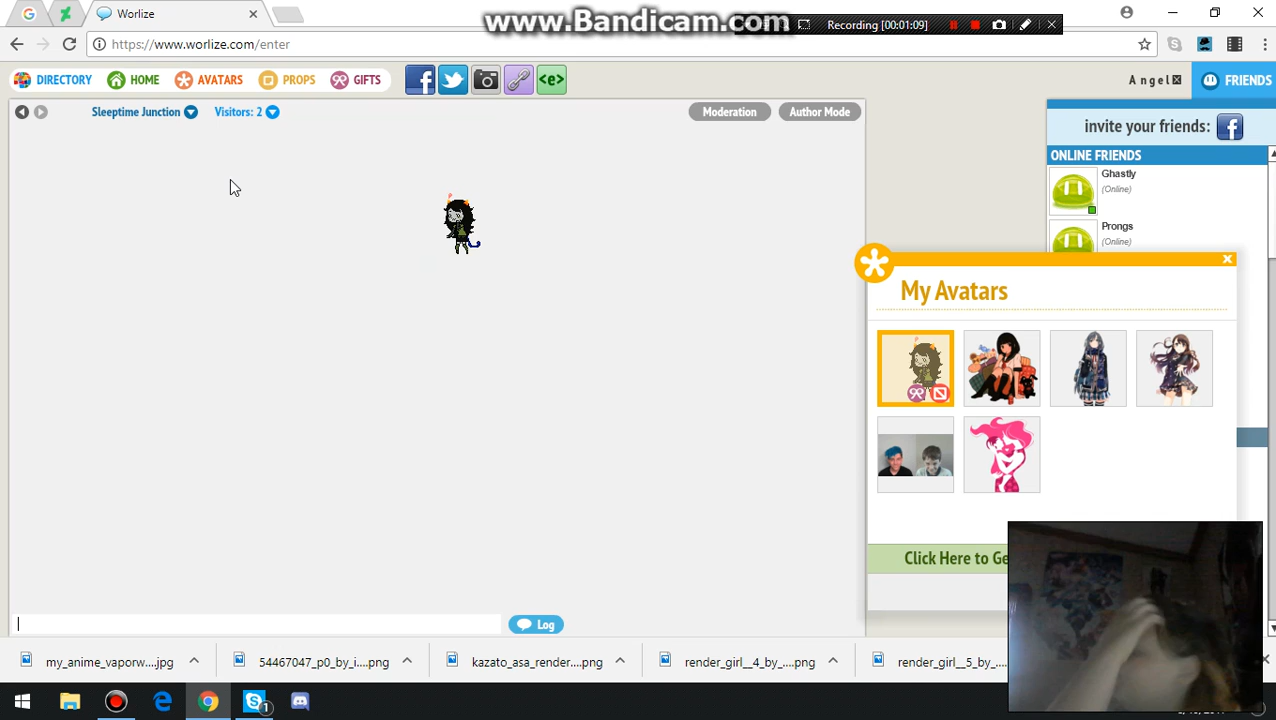 Worlize
www.Bandicam.com
Recording [00:01:09]
https://www.worlize.com/enter
DIRECTORY HOME AVATARS PROPS GIFTS
<e>
Angel
FRIENDS
Sleeptime Junction Visitors: 2
Moderation Author Mode
invite your friends:
ONLINE FRIENDS
Ghastly
(Online)
Prongs
(Online)
My Avatars
Click Here to Ge
Log
my_anime_vaporw....jpg
54467047_p0_by_i....png
kazato_asa_render....png
render_girl__4_by_....png
render_girl__5_by_....